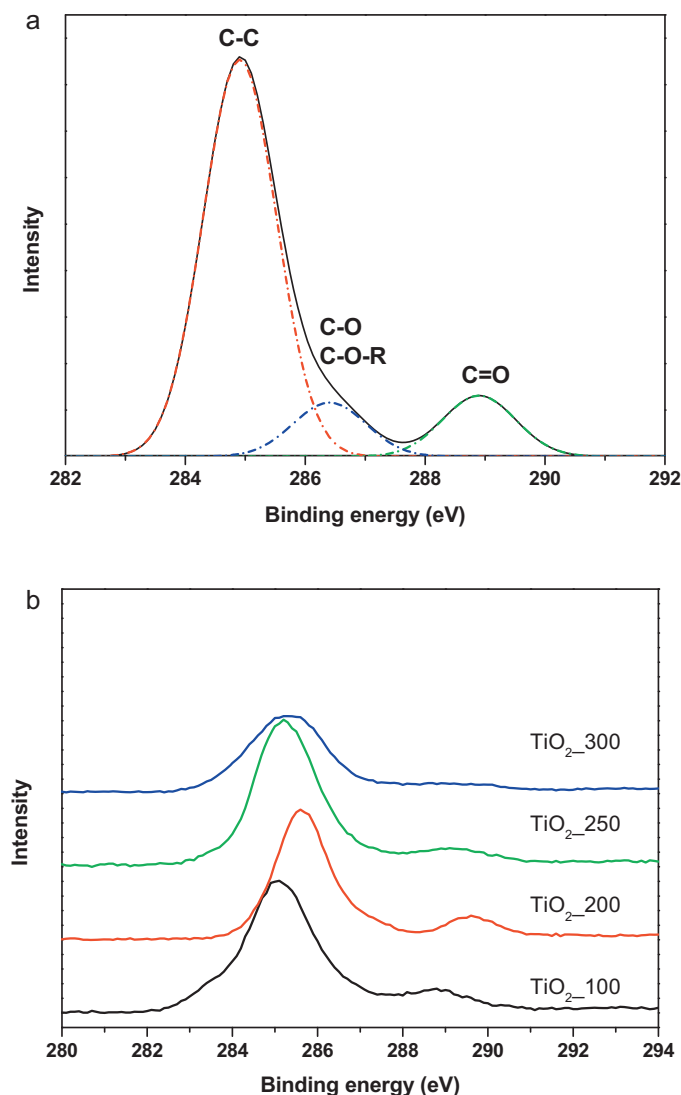 a
C-C
C-O
C-O-R
C=O
Intensity
282 284 286 288 290 292
Binding energy (eV)
b
TiO₂_300
TiO₂_250
TiO₂_200
TiO₂_100
Intensity
280 282 284 286 288 290 292 294
Binding energy (eV)